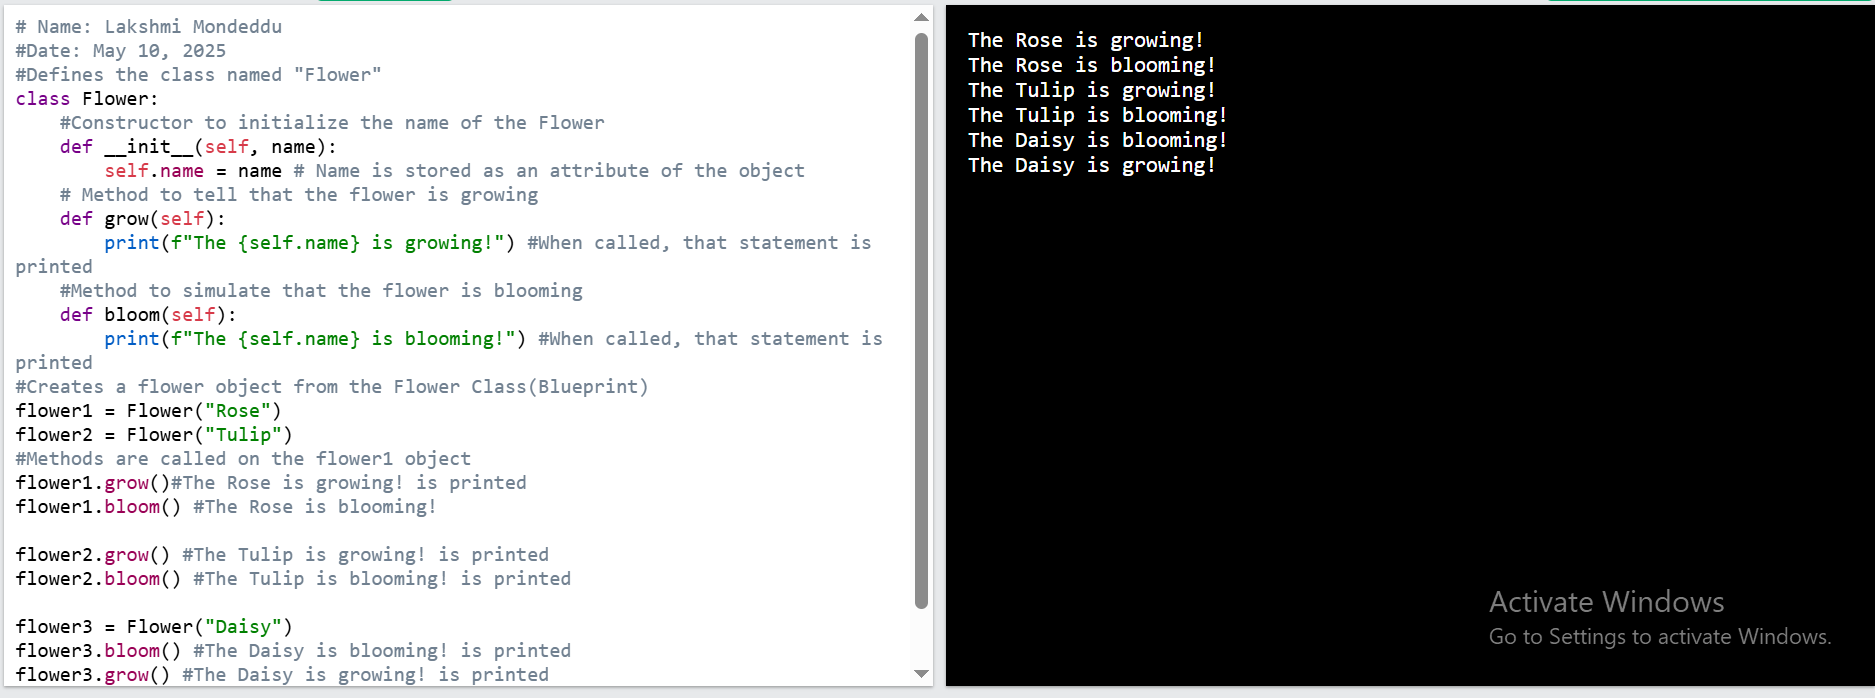 # Name: Lakshmi Mondeddu
#Date: May 10, 2025
#Defines the class named "Flower"
class Flower:
    #Constructor to initialize the name of the Flower
    def __init__(self, name):
        self.name = name # Name is stored as an attribute of the object
    # Method to tell that the flower is growing
    def grow(self):
        print(f"The {self.name} is growing!") #When called, that statement is
printed
    #Method to simulate that the flower is blooming
    def bloom(self):
        print(f"The {self.name} is blooming!") #When called, that statement is
printed
#Creates a flower object from the Flower Class(Blueprint)
flower1 = Flower("Rose")
flower2 = Flower("Tulip")
#Methods are called on the flower1 object
flower1.grow()#The Rose is growing! is printed
flower1.bloom() #The Rose is blooming!
flower2.grow() #The Tulip is growing! is printed
flower2.bloom() #The Tulip is blooming! is printed
flower3 = Flower("Daisy")
flower3.bloom() #The Daisy is blooming! is printed
flower3.grow() #The Daisy is growing! is printed
The Rose is growing!
The Rose is blooming!
The Tulip is growing!
The Tulip is blooming!
The Daisy is blooming!
The Daisy is growing!
Activate Windows
Go to Settings to activate Windows.